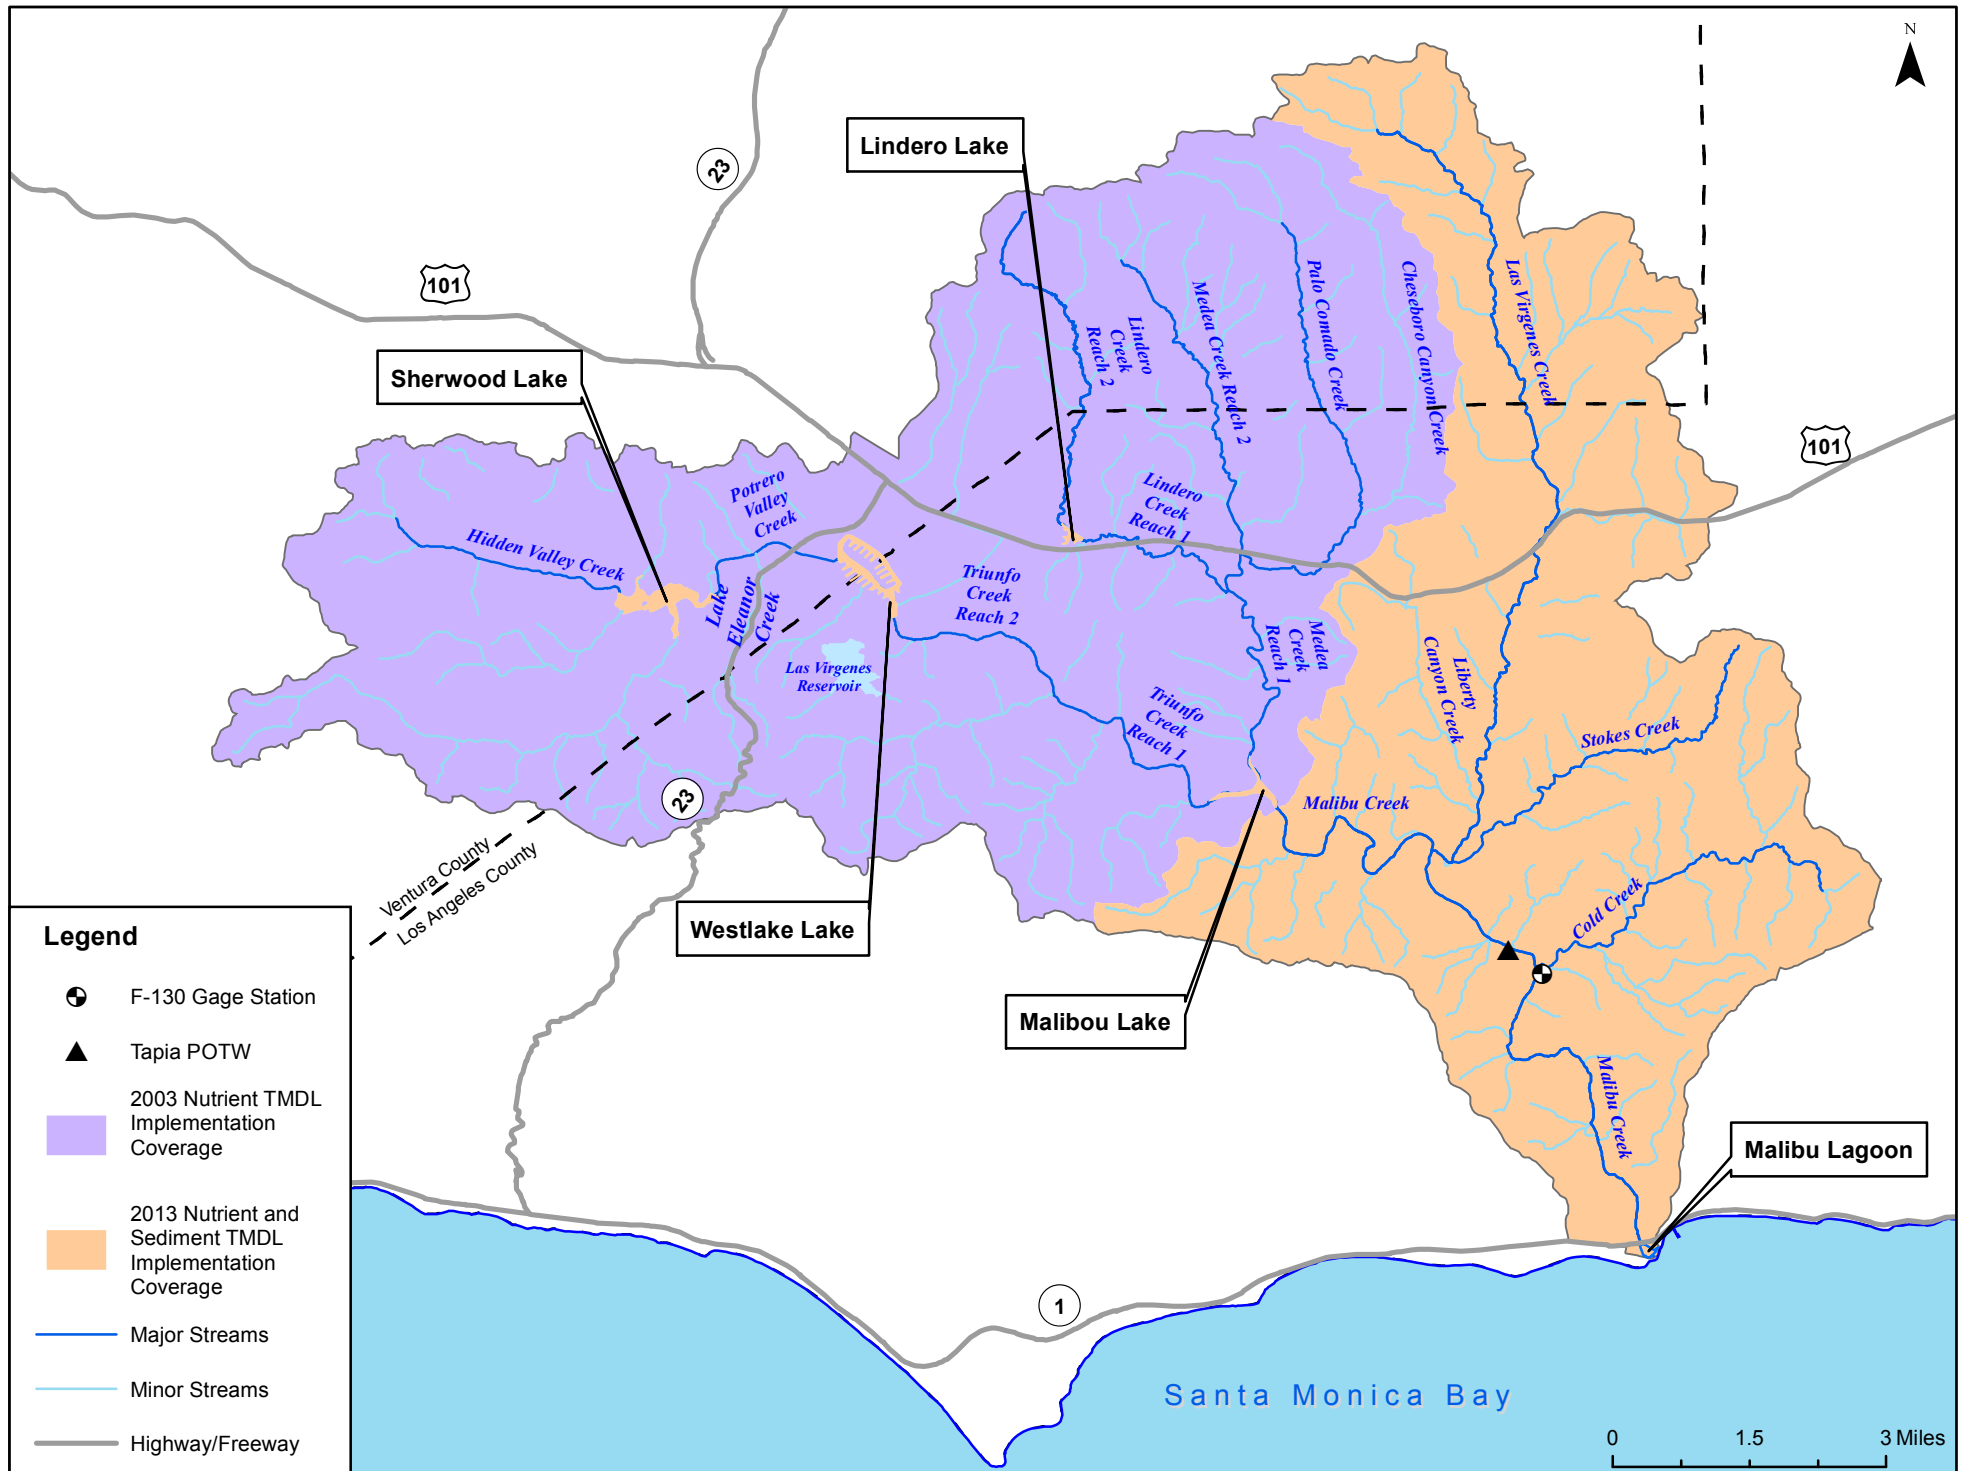 N
Lindero Lake
23
101
Sherwood Lake
Lindero
Creek
Reach 2
Medea Creek Reach 2
Palo Comado Creek
Cheseboro Canyon Creek
Las Virgenes Creek
101
Potrero
Valley
Creek
Lindero
Creek
Reach 1
Hidden Valley Creek
Lake
Eleanor
Creek
Triunfo
Creek
Reach 2
Medea
Creek
Reach 1
Las Virgenes
Reservoir
Liberty
Canyon Creek
Triunfo
Creek
Reach 1
Stokes Creek
23
Malibu Creek
Ventura County
Los Angeles County
Cold Creek
Westlake Lake
Malibou Lake
Malibu Creek
Malibu Lagoon
Legend
F-130 Gage Station
Tapia POTW
2003 Nutrient TMDL
Implementation
Coverage
2013 Nutrient and
Sediment TMDL
Implementation
Coverage
Major Streams
Minor Streams
Highway/Freeway
1
Santa Monica Bay
0 1.5 3 Miles